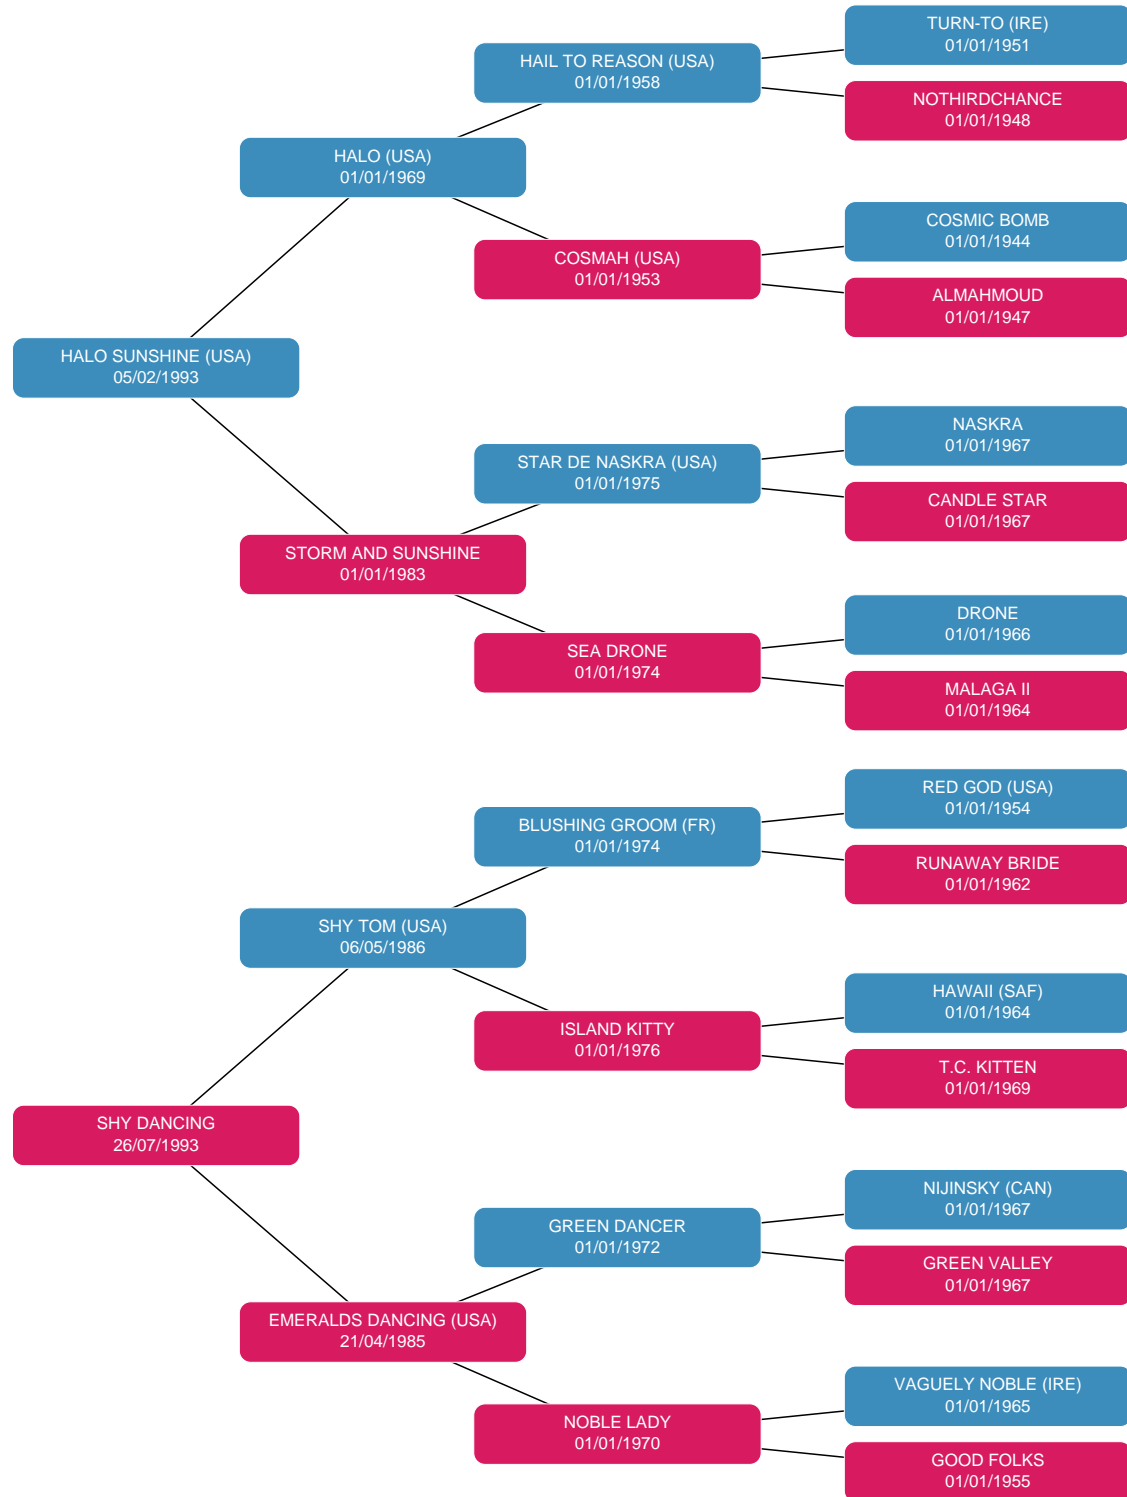 TURN-TO (IRE)
01/01/1951
HAIL TO REASON (USA)
01/01/1958
NOTHIRDCHANCE
01/01/1948
HALO (USA)
01/01/1969
COSMIC BOMB
01/01/1944
COSMAH (USA)
01/01/1953
ALMAHMOUD
01/01/1947
HALO SUNSHINE (USA)
05/02/1993
NASKRA
01/01/1967
STAR DE NASKRA (USA)
01/01/1975
CANDLE STAR
01/01/1967
STORM AND SUNSHINE
01/01/1983
DRONE
01/01/1966
SEA DRONE
01/01/1974
MALAGA II
01/01/1964
RED GOD (USA)
01/01/1954
BLUSHING GROOM (FR)
01/01/1974
RUNAWAY BRIDE
01/01/1962
SHY TOM (USA)
06/05/1986
HAWAII (SAF)
01/01/1964
ISLAND KITTY
01/01/1976
T.C. KITTEN
01/01/1969
SHY DANCING
26/07/1993
NIJINSKY (CAN)
01/01/1967
GREEN DANCER
01/01/1972
GREEN VALLEY
01/01/1967
EMERALDS DANCING (USA)
21/04/1985
VAGUELY NOBLE (IRE)
01/01/1965
NOBLE LADY
01/01/1970
GOOD FOLKS
01/01/1955